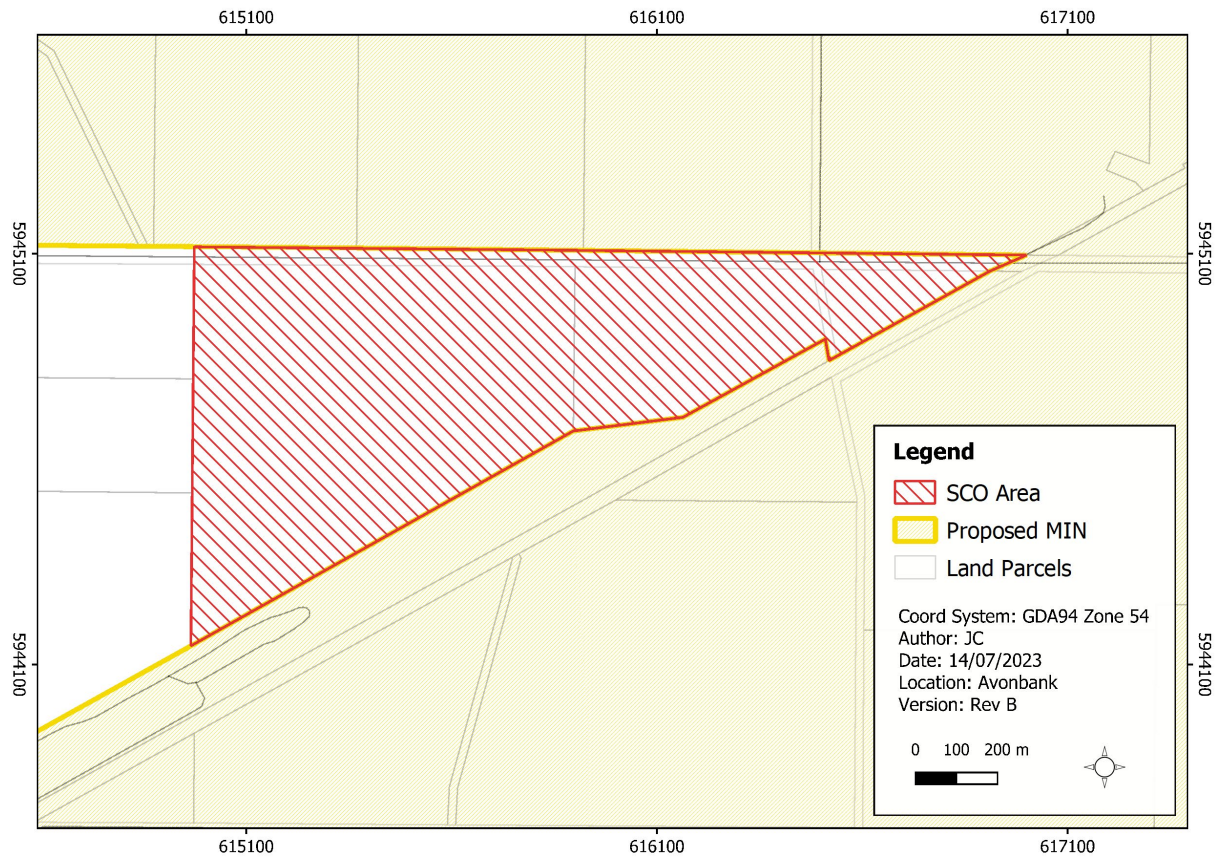 615100
616100
617100
5945100
5945100
5944100
5944100
Legend
SCO Area
Proposed MIN
Land Parcels
Coord System: GDA94 Zone 54
Author: JC
Date: 14/07/2023
Location: Avonbank
Version: Rev B
0 100 200 m
615100
616100
617100